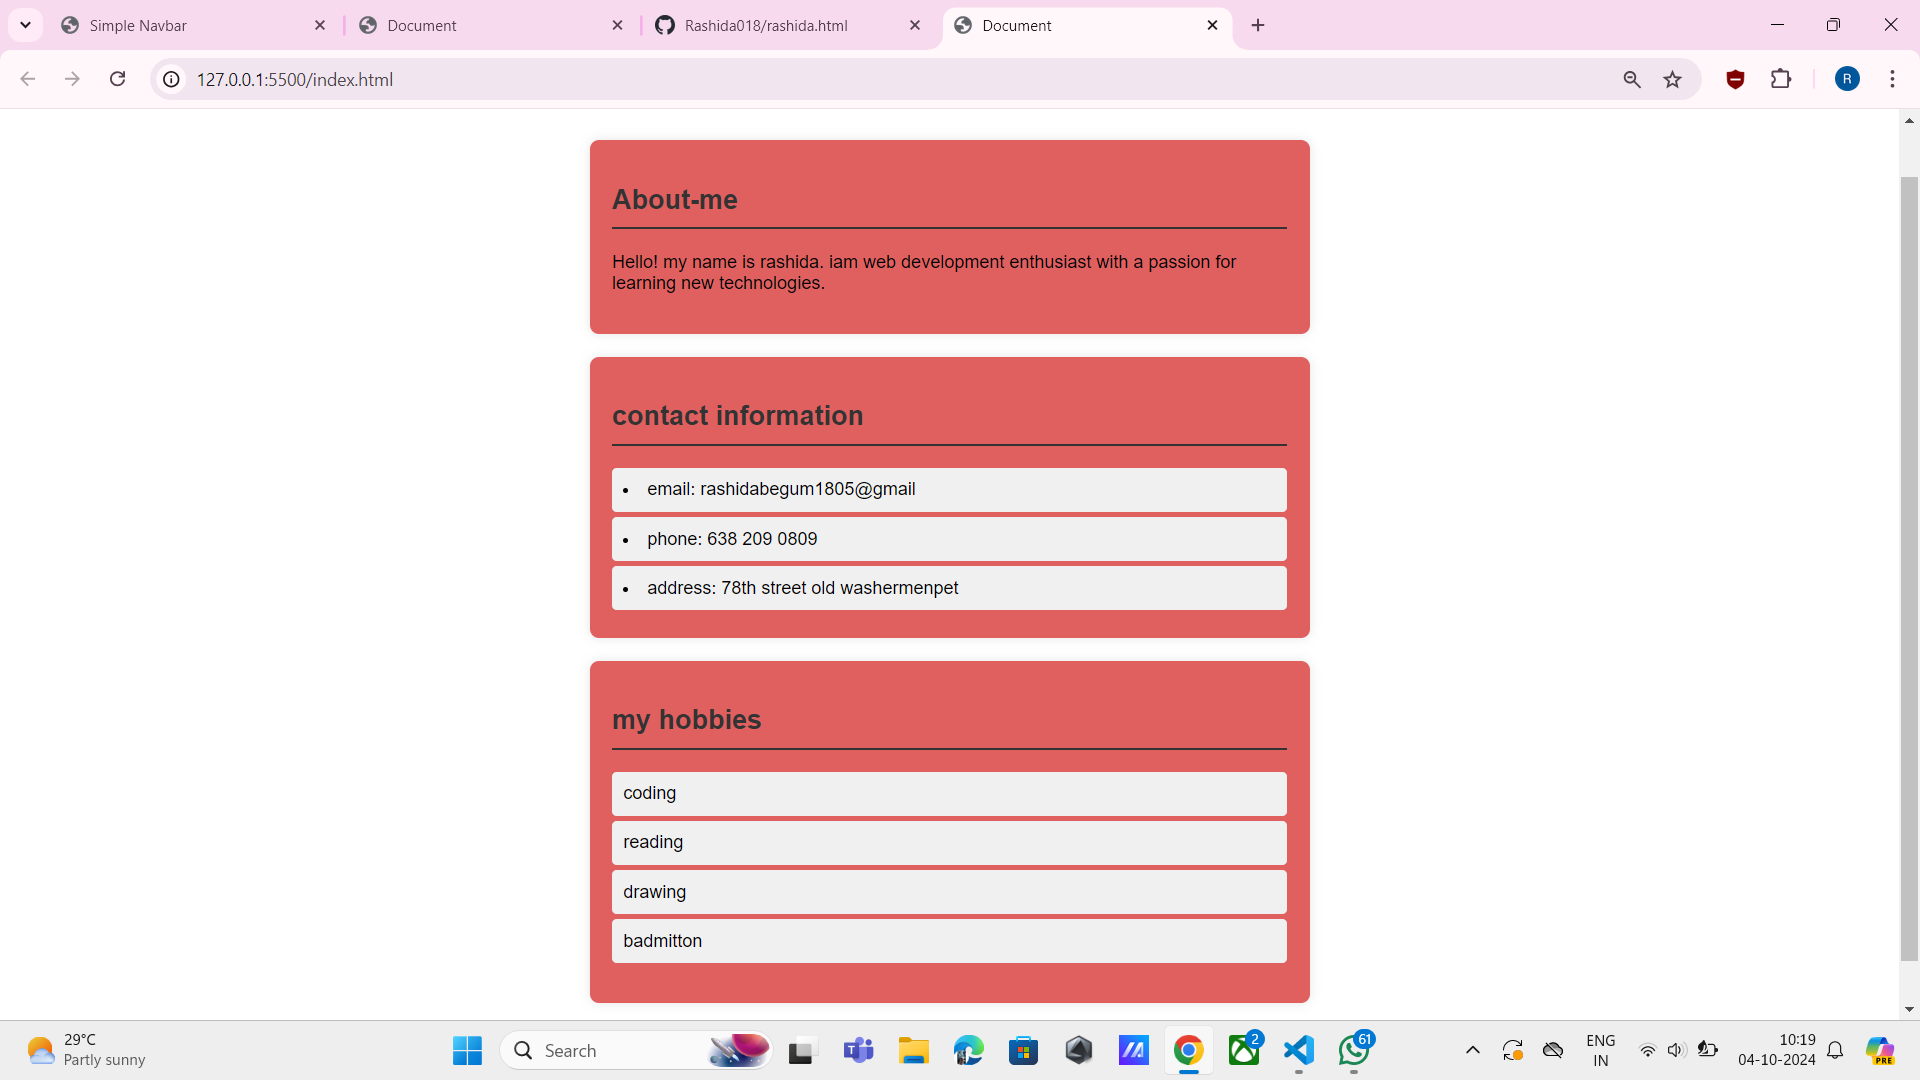 Simple Navbar
Document
Rashida018/rashida.html
Document
127.0.0.1:5500/index.html
R
About-me
Hello! my name is rashida. iam web development enthusiast with a passion for
learning new technologies.
contact information
• email: rashidabegum1805@gmail
• phone: 638 209 0809
• address: 78th street old washermenpet
my hobbies
coding
reading
drawing
badmitton
29°C
Partly sunny
Search
2
61
ENG
IN
10:19
04-10-2024
PRE